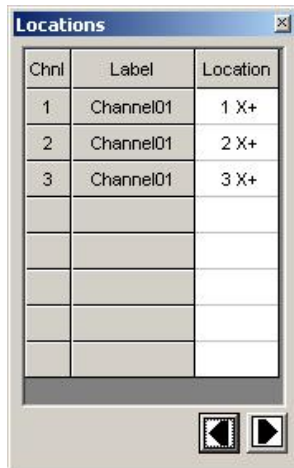 Locations
Chnl Label Location
1 Channel01 1 X+
2 Channel01 2 X+
3 Channel01 3 X+